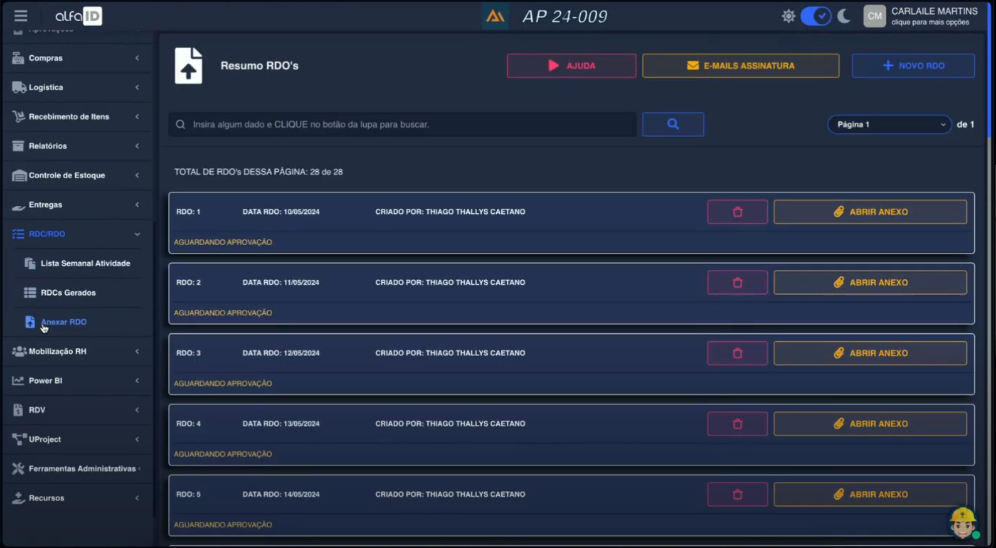 alfa ID
AP 24-009
CM
CARLAILE MARTINS
clique para mais opções
Aprovações
Compras
Logística
Recebimento de Itens
Relatórios
Controle de Estoque
Entregas
RDC/RDO
Lista Semanal Atividade
RDCs Gerados
Anexar RDO
Mobilização RH
Power BI
RDV
UProject
Ferramentas Administrativas
Recursos
Resumo RDO's
AJUDA
E-MAILS ASSINATURA
NOVO RDO
Insira algum dado e CLIQUE no botão da lupa para buscar.
Página 1 de 1
TOTAL DE RDO's DESSA PÁGINA: 28 de 28
RDO: 1 DATA RDO: 10/05/2024 CRIADO POR: THIAGO THALLYS CAETANO ABRIR ANEXO
AGUARDANDO APROVAÇÃO
RDO: 2 DATA RDO: 11/05/2024 CRIADO POR: THIAGO THALLYS CAETANO ABRIR ANEXO
AGUARDANDO APROVAÇÃO
RDO: 3 DATA RDO: 12/05/2024 CRIADO POR: THIAGO THALLYS CAETANO ABRIR ANEXO
AGUARDANDO APROVAÇÃO
RDO: 4 DATA RDO: 13/05/2024 CRIADO POR: THIAGO THALLYS CAETANO ABRIR ANEXO
AGUARDANDO APROVAÇÃO
RDO: 5 DATA RDO: 14/05/2024 CRIADO POR: THIAGO THALLYS CAETANO ABRIR ANEXO
AGUARDANDO APROVAÇÃO